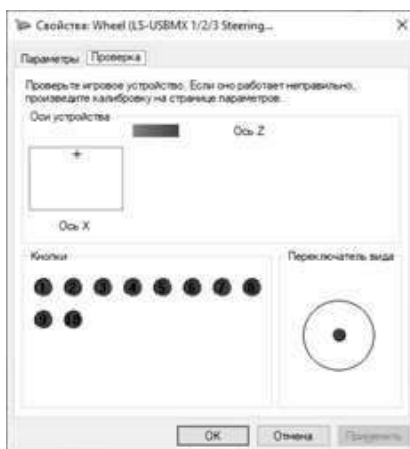 Свойства: Wheel (LS-USBMX 1/2/3 Steering...
Параметры Проверка
Проверьте игровое устройство. Если оно работает неправильно,
произведите калибровку на странице параметров.
Оси устройства
Ось Z
Ось X
Кнопки
Переключатель вида
1 2 3 4 5 6 7 8
9 10
OK Отмена Применить